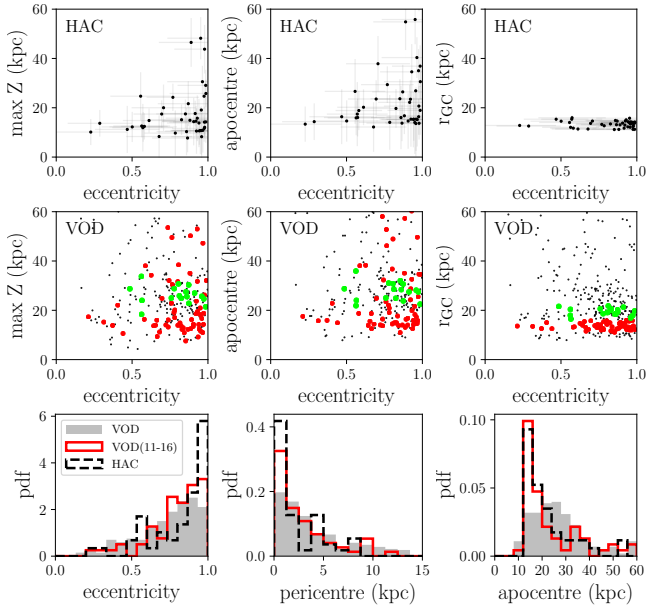 HAC
HAC
HAC
60
40
20
0
max Z (kpc)
0.0 0.5 1.0
eccentricity
60
40
20
0
apocentre (kpc)
0.0 0.5 1.0
eccentricity
60
40
20
0
rGC (kpc)
0.0 0.5 1.0
eccentricity
VOD
VOD
VOD
60
40
20
0
max Z (kpc)
0.0 0.5 1.0
eccentricity
60
40
20
0
apocentre (kpc)
0.0 0.5 1.0
eccentricity
60
40
20
0
rGC (kpc)
0.0 0.5 1.0
eccentricity
VOD
VOD(11-16)
HAC
6
4
2
0
pdf
0.0 0.5 1.0
eccentricity
0.4
0.2
0.0
pdf
0 5 10 15
pericentre (kpc)
0.10
0.05
0.00
pdf
0 10 20 30 40 50 60
apocentre (kpc)